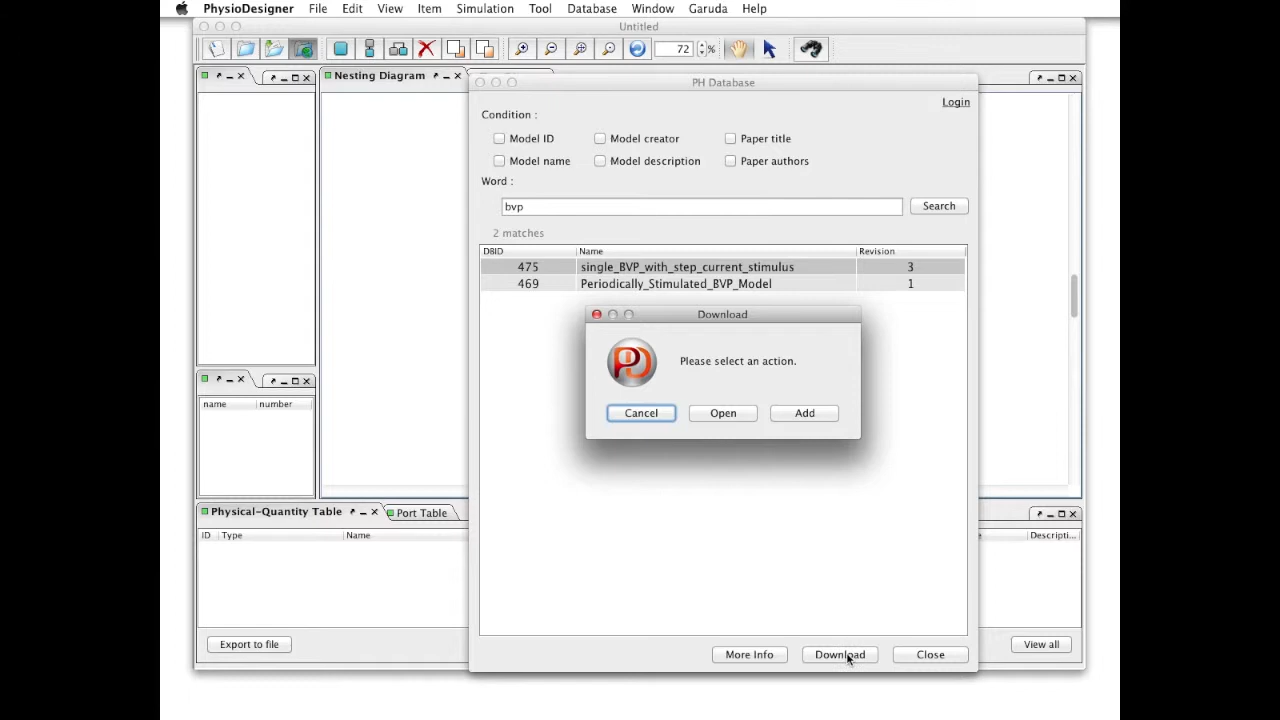 PhysioDesigner File Edit View Item Simulation Tool Database Window Garuda Help
Untitled
72 %
Nesting Diagram
PH Database
Login
Condition :
Model ID Model creator Paper title
Model name Model description Paper authors
Word :
bvp Search
2 matches
DBID Name Revision
475 single_BVP_with_step_current_stimulus 3
469 Periodically_Stimulated_BVP_Model 1
Download
PD Please select an action.
Cancel Open Add
name number
Physical-Quantity Table Port Table
ID Type Name Descripti...
Export to file View all
More Info Download Close